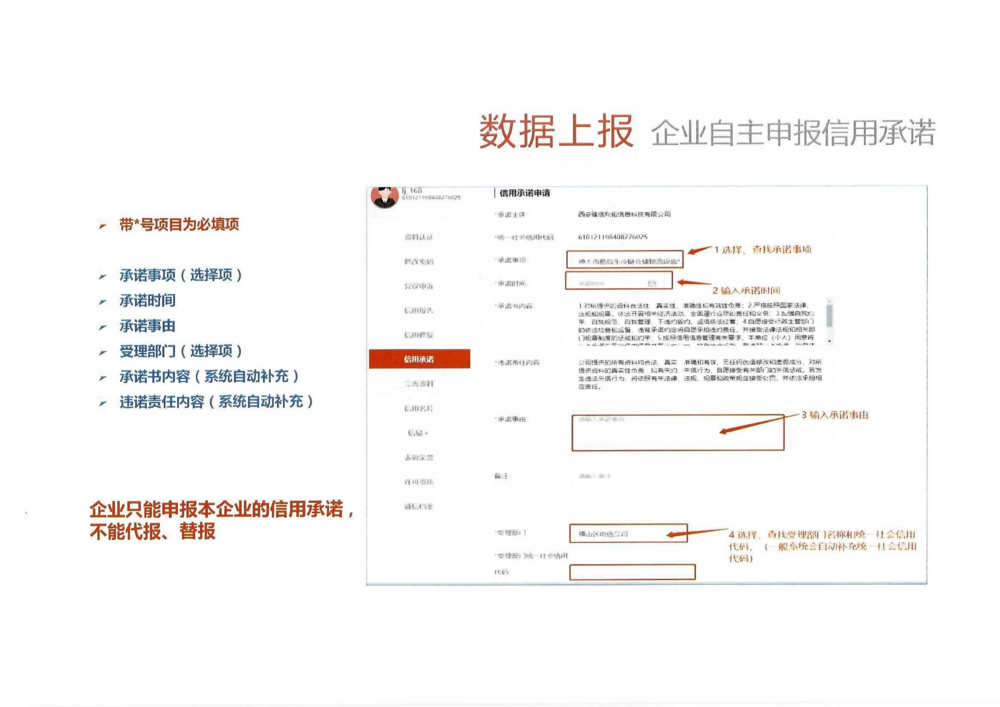 数据上报 企业自主申报信用承诺
带*号项目为必填项
承诺事项（选择项）
承诺时间
承诺事由
受理部门（选择项）
承诺书内容（系统自动补充）
违诺责任内容（系统自动补充）
企业只能申报本企业的信用承诺，
不能代报、替报
lj_168
610121198408276025
资料认证
修改密码
异议申诉
信用报告
信用修复
信用承诺
完善资料
信用名片
信易+
表彰荣誉
许可资质
诚信档案
信用承诺申请
*承诺主体: 西安骥信利和信息科技有限公司
*统一社会信用代码 610121198408276025
*承诺事项: 神木市憨后生冷链仓储物流设施*
1 选择、查找承诺事项
*承诺时间: 承诺时间
2 输入承诺时间
*承诺书内容: 1.对所提供的资料合法性、真实性、准确性和有效性负责；2.严格按照国家法律、
法规和规章，依法开展相关经济活动，全面履行应尽的责任和义务；3.加强自我约
束、自我规范、自我管理，不违约毁约，诚信依法经营；4.自愿接受行政主管部门
的依法检查和监督，违背承诺约定将自愿承担违约责任，并接受法律法规和相关部
门规章制度的惩戒和约束；5.按照信用信息管理有关要求，本单位（个人）同意将
*违诺责任内容: 公司提供的所有资料均合法、真实、准确和有效，无任何伪造修改和虚假成分，对所
提供资料的真实性负责，如有失约、失信行为，自愿接受有关部门的失信惩戒。若发
生违法失信行为，将依照有关法律、法规、规章和政策规定接受处罚，并依法承担相
应责任。
*承诺事由: 请输入承诺事由
3 输入承诺事由
备注: 请输入备注
*受理部门 横山区电信公司
4 选择、查找受理部门名称和统一社会信用
代码，（一般系统会自动补充统一社会信用
代码）
*受理部门统一社会信用
代码